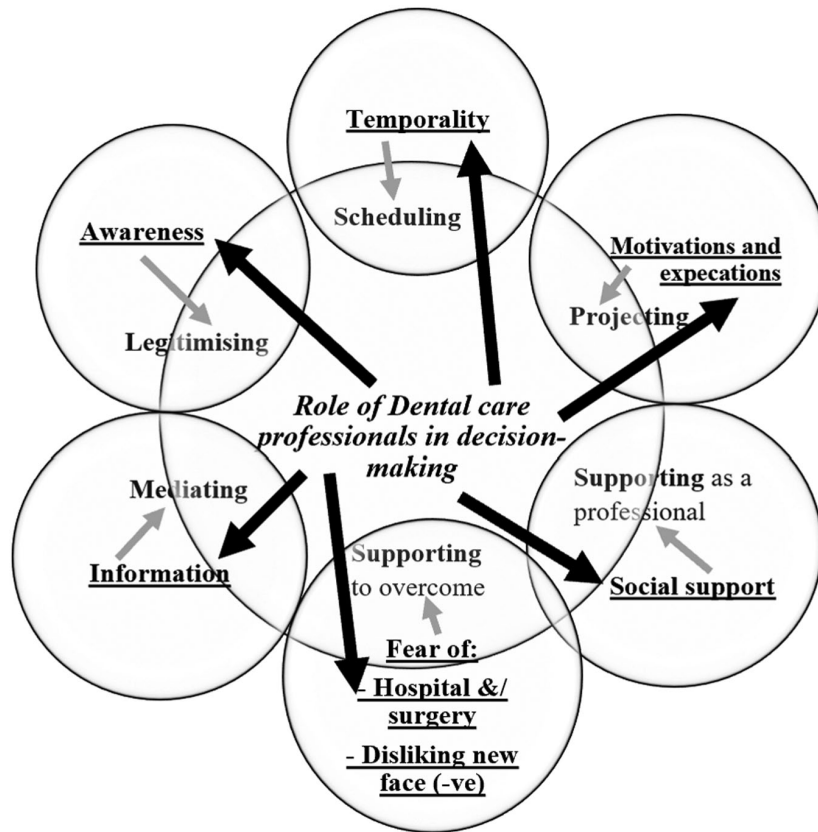 Temporality
Scheduling
Awareness
Legitimising
Motivations and
expecations
Projecting
Role of Dental care
professionals in decision-
making
Mediating
Information
Supporting
to overcome
Fear of:
- Hospital &/
surgery
- Disliking new
face (-ve)
Supporting as a
professional
Social support